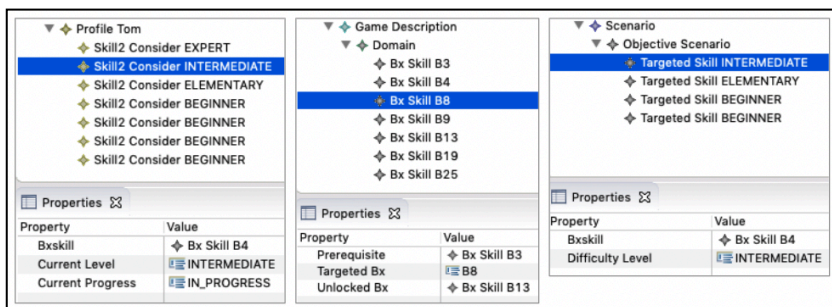 Profile Tom
Skill2 Consider EXPERT
Skill2 Consider INTERMEDIATE
Skill2 Consider ELEMENTARY
Skill2 Consider BEGINNER
Skill2 Consider BEGINNER
Skill2 Consider BEGINNER
Skill2 Consider BEGINNER
Properties
Property Value
Bxskill Bx Skill B4
Current Level INTERMEDIATE
Current Progress IN_PROGRESS
Game Description
Domain
Bx Skill B3
Bx Skill B4
Bx Skill B8
Bx Skill B9
Bx Skill B13
Bx Skill B19
Bx Skill B25
Properties
Property Value
Prerequisite Bx Skill B3
Targeted Bx B8
Unlocked Bx Bx Skill B13
Scenario
Objective Scenario
Targeted Skill INTERMEDIATE
Targeted Skill ELEMENTARY
Targeted Skill BEGINNER
Targeted Skill BEGINNER
Properties
Property Value
Bxskill Bx Skill B4
Difficulty Level INTERMEDIATE